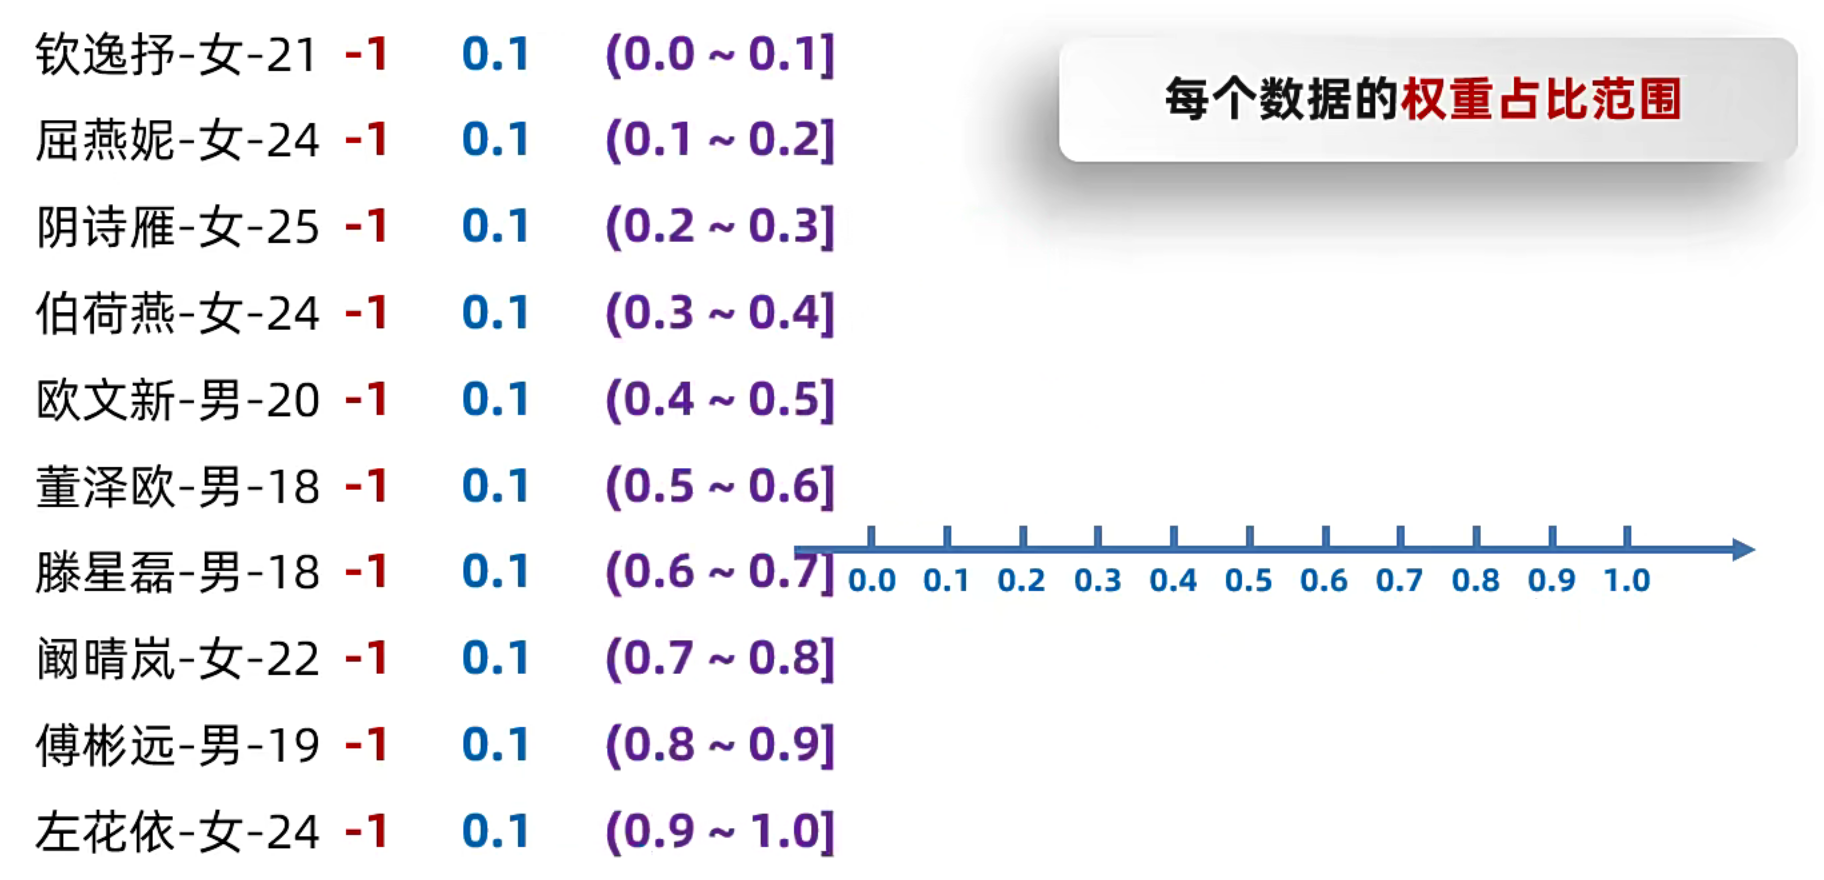 钦逸抒-女-21 -1 0.1 (0.0 ~ 0.1]
每个数据的权重占比范围
屈燕妮-女-24 -1 0.1 (0.1 ~ 0.2]
阴诗雁-女-25 -1 0.1 (0.2 ~ 0.3]
伯荷燕-女-24 -1 0.1 (0.3 ~ 0.4]
欧文新-男-20 -1 0.1 (0.4 ~ 0.5]
董泽欧-男-18 -1 0.1 (0.5 ~ 0.6]
滕星磊-男-18 -1 0.1 (0.6 ~ 0.7]
0.0 0.1 0.2 0.3 0.4 0.5 0.6 0.7 0.8 0.9 1.0
阚晴岚-女-22 -1 0.1 (0.7 ~ 0.8]
傅彬远-男-19 -1 0.1 (0.8 ~ 0.9]
左花依-女-24 -1 0.1 (0.9 ~ 1.0]